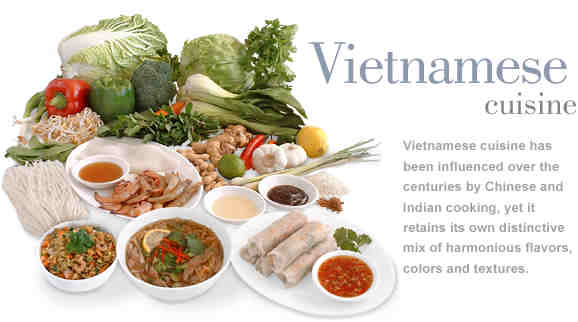 Vietnamese
cuisine
Vietnamese cuisine has
been influenced over the
centuries by Chinese and
Indian cooking, yet it
retains its own distinctive
mix of harmonious flavors,
colors and textures.